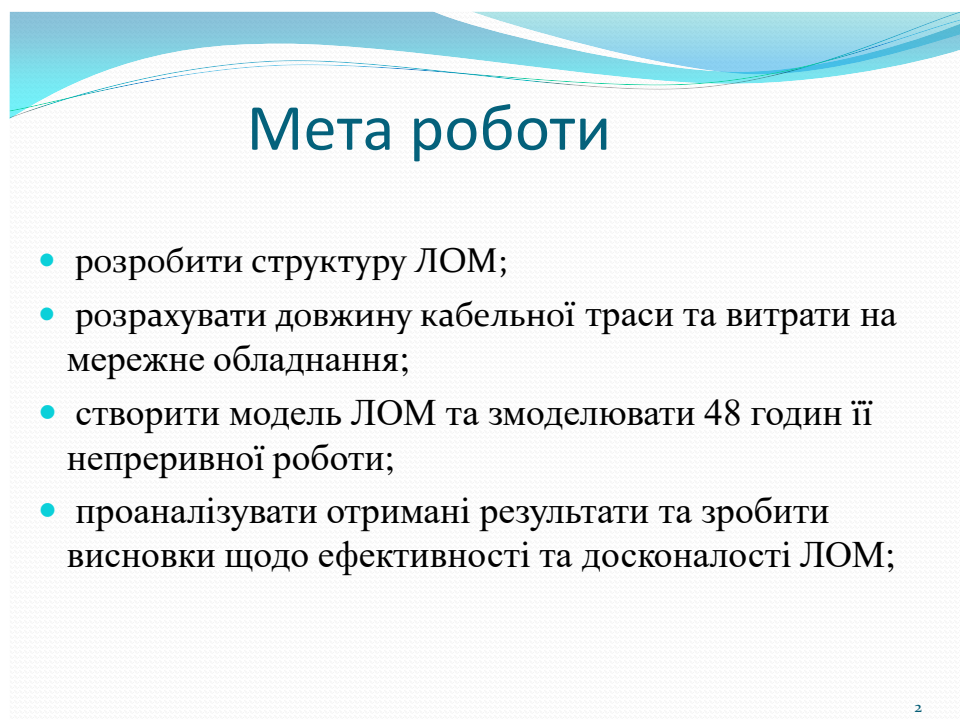 Мета роботи
• розробити структуру ЛОМ;
• розрахувати довжину кабельної траси та витрати на
мережне обладнання;
• створити модель ЛОМ та змоделювати 48 годин її
непреривної роботи;
• проаналізувати отримані результати та зробити
висновки щодо ефективності та досконалості ЛОМ;
2